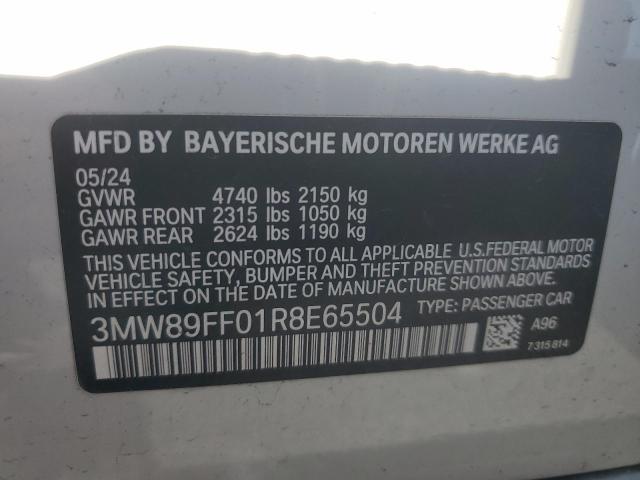 MFD BY BAYERISCHE MOTOREN WERKE AG
05/24
GVWR 4740 lbs 2150 kg
GAWR FRONT 2315 lbs 1050 kg
GAWR REAR 2624 lbs 1190 kg
THIS VEHICLE CONFORMS TO ALL APPLICABLE U.S.FEDERAL MOTOR
VEHICLE SAFETY, BUMPER AND THEFT PREVENTION STANDARDS
IN EFFECT ON THE DATE OF MANUFACTURE SHOWN ABOVE.
3MW89FF01R8E65504 TYPE: PASSENGER CAR
A96
7315814